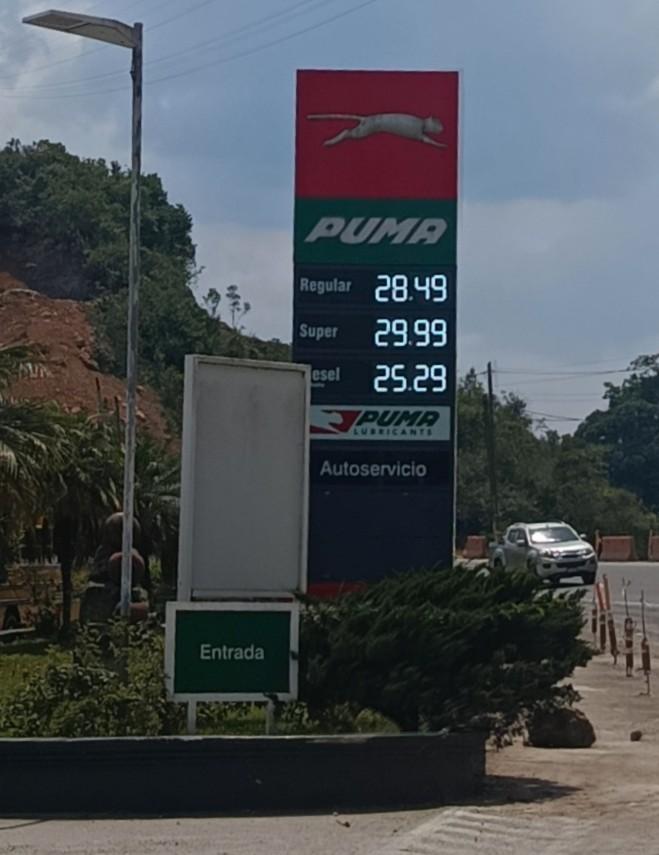 PUMA
Regular 28.49
Super 29.99
esel 25.29
PUMA
LUBRICANTS
Autoservicio
Entrada